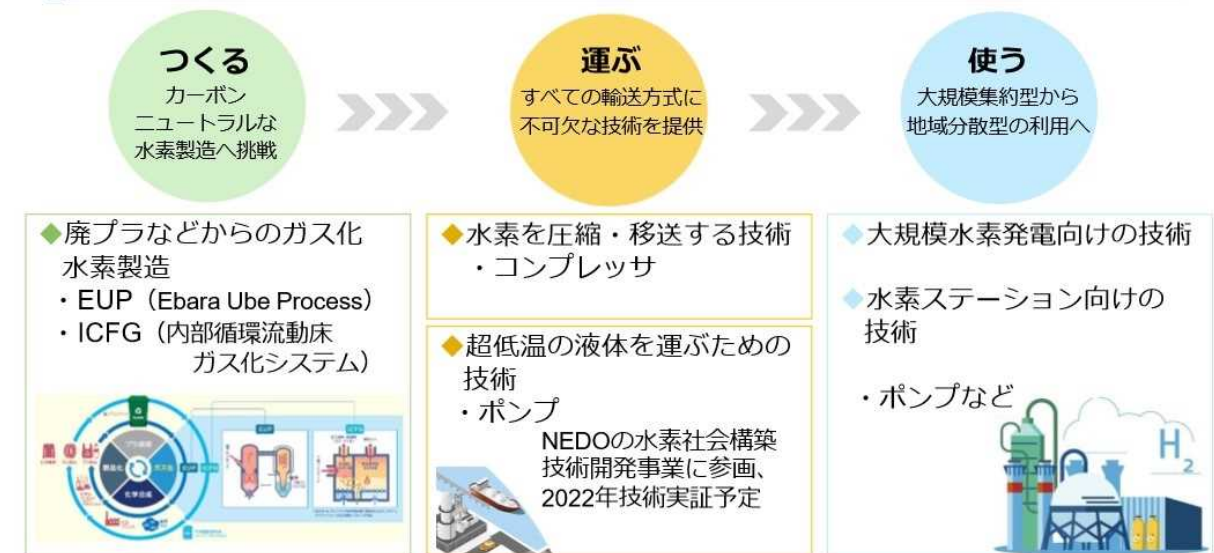 つくる
カーボン
ニュートラルな
水素製造へ挑戦
運ぶ
すべての輸送方式に
不可欠な技術を提供
使う
大規模集約型から
地域分散型の利用へ
◆廃プラなどからのガス化
水素製造
・EUP（Ebara Ube Process）
・ICFG（内部循環流動床
ガス化システム）
EUP
ICFG
ガス化
化学合成
◆水素を圧縮・移送する技術
・コンプレッサ
◆超低温の液体を運ぶための
技術
・ポンプ
NEDOの水素社会構築
技術開発事業に参画、
2022年技術実証予定
◆大規模水素発電向けの技術
◆水素ステーション向けの
技術
・ポンプなど
H2